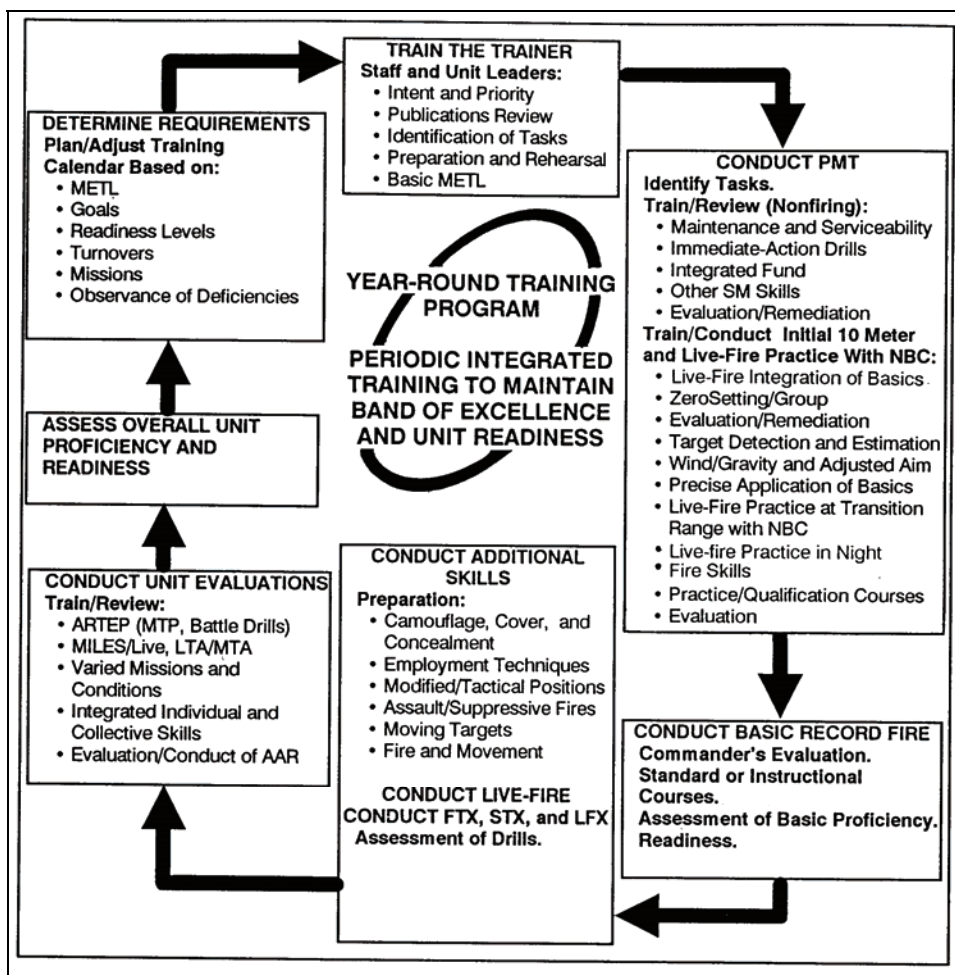 TRAIN THE TRAINER
Staff and Unit Leaders:
• Intent and Priority
• Publications Review
• Identification of Tasks
• Preparation and Rehearsal
• Basic METL
DETERMINE REQUIREMENTS
Plan/Adjust Training
Calendar Based on:
• METL
• Goals
• Readiness Levels
• Turnovers
• Missions
• Observance of Deficiencies
CONDUCT PMT
Identify Tasks.
Train/Review (Nonfiring):
• Maintenance and Serviceability
• Immediate-Action Drills
• Integrated Fund
• Other SM Skills
• Evaluation/Remediation
Train/Conduct Initial 10 Meter
and Live-Fire Practice With NBC:
• Live-Fire Integration of Basics
• ZeroSetting/Group
• Evaluation/Remediation
• Target Detection and Estimation
• Wind/Gravity and Adjusted Aim
• Precise Application of Basics
• Live-Fire Practice at Transition
Range with NBC
• Live-fire Practice in Night
• Fire Skills
• Practice/Qualification Courses
• Evaluation
YEAR-ROUND TRAINING
PROGRAM
PERIODIC INTEGRATED
TRAINING TO MAINTAIN
BAND OF EXCELLENCE
AND UNIT READINESS
ASSESS OVERALL UNIT
PROFICIENCY AND
READINESS
CONDUCT UNIT EVALUATIONS
Train/Review:
• ARTEP (MTP, Battle Drills)
• MILES/Live, LTA/MTA
• Varied Missions and
Conditions
• Integrated Individual and
Collective Skills
• Evaluation/Conduct of AAR
CONDUCT ADDITIONAL
SKILLS
Preparation:
• Camouflage, Cover, and
Concealment
• Employment Techniques
• Modified/Tactical Positions
• Assault/Suppressive Fires
• Moving Targets
• Fire and Movement
CONDUCT LIVE-FIRE
CONDUCT FTX, STX, and LFX
Assessment of Drills.
CONDUCT BASIC RECORD FIRE
Commander's Evaluation.
Standard or Instructional
Courses.
Assessment of Basic Proficiency.
Readiness.